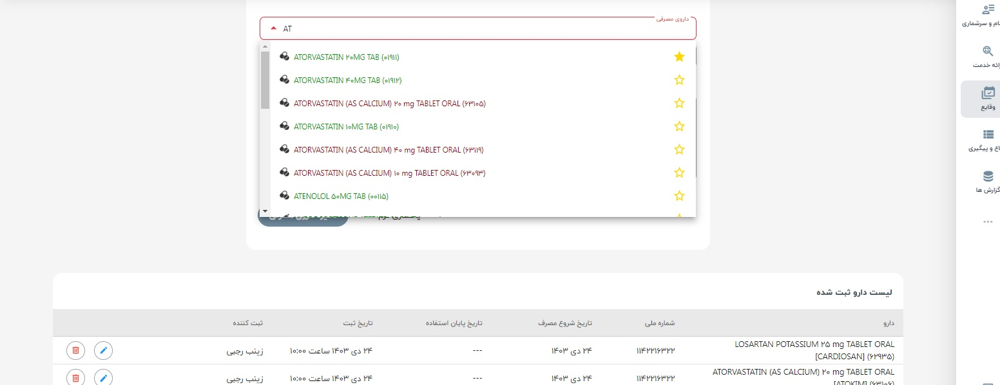 داروی مصرفی
AT
ATORVASTATIN ۲۰MG TAB (۰۱۹۱۱)
ATORVASTATIN ۴۰MG TAB (۰۱۹۱۲)
ATORVASTATIN (AS CALCIUM) ۲۰ mg TABLET ORAL (۶۳۱۰۵)
ATORVASTATIN ۱۰MG TAB (۰۱۹۱۰)
ATORVASTATIN (AS CALCIUM) ۴۰ mg TABLET ORAL (۶۳۱۱۹)
ATORVASTATIN (AS CALCIUM) ۱۰ mg TABLET ORAL (۶۳۰۹۳)
ATENOLOL ۵۰MG TAB (۰۰۱۱۵)
ام و سرشماری
ائه خدمت
وقایع
اع و پیگیری
گزارش ها
لیست دارو ثبت شده
دارو شماره ملی تاریخ شروع مصرف تاریخ پایان استفاده تاریخ ثبت ثبت کننده
LOSARTAN POTASSIUM ۲۵ mg TABLET ORAL
[CARDIOSAN] (۶۲۹۳۵)
۱۱۴۲۲۱۶۳۲۲ ۲۴ دی ۱۴۰۳ --- ۲۴ دی ۱۴۰۳ ساعت ۱۰:۰۰ زینب رجبی
ATORVASTATIN (AS CALCIUM) ۲۰ mg TABLET ORAL
[ATOKIM] (۶۳۱۰۶)
۱۱۴۲۲۱۶۳۲۲ ۲۴ دی ۱۴۰۳ --- ۲۴ دی ۱۴۰۳ ساعت ۱۰:۰۰ زینب رجبی